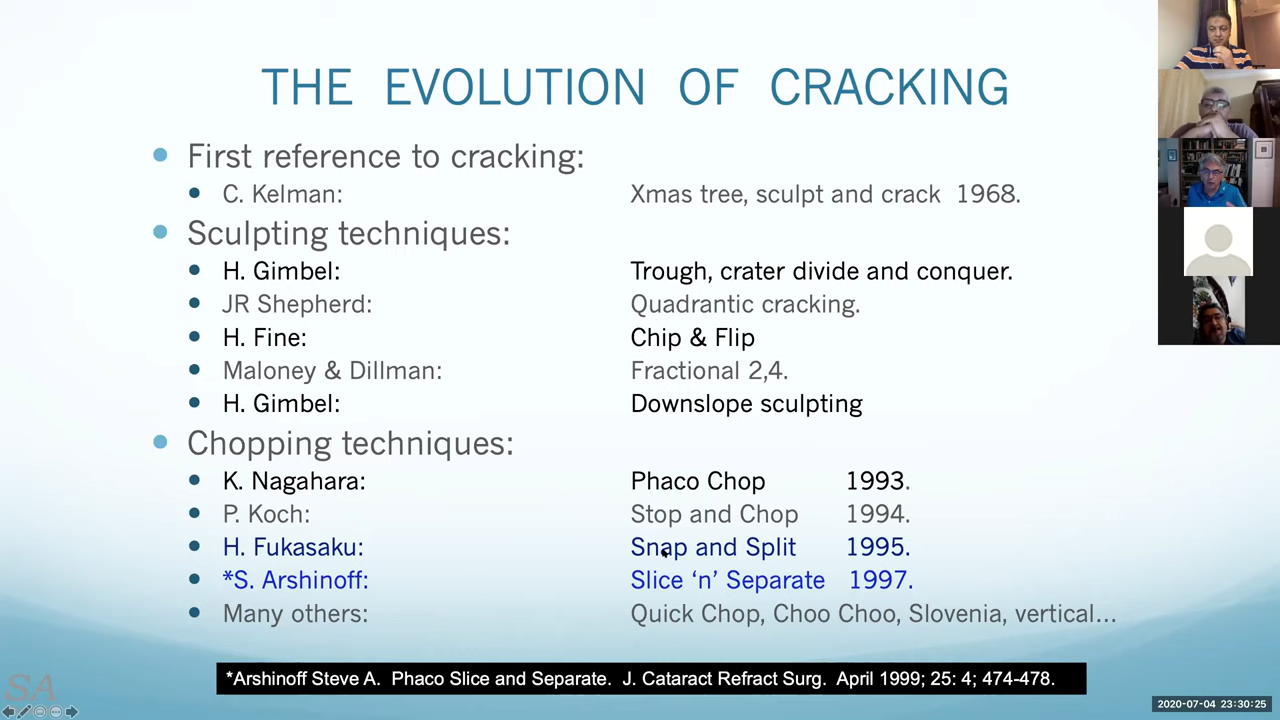 THE EVOLUTION OF CRACKING
First reference to cracking:
C. Kelman: Xmas tree, sculpt and crack 1968.
Sculpting techniques:
H. Gimbel: Trough, crater divide and conquer.
JR Shepherd: Quadrantic cracking.
H. Fine: Chip & Flip
Maloney & Dillman: Fractional 2,4.
H. Gimbel: Downslope sculpting
Chopping techniques:
K. Nagahara: Phaco Chop 1993.
P. Koch: Stop and Chop 1994.
H. Fukasaku: Snap and Split 1995.
*S. Arshinoff: Slice ‘n’ Separate 1997.
Many others: Quick Chop, Choo Choo, Slovenia, vertical...
*Arshinoff Steve A. Phaco Slice and Separate. J. Cataract Refract Surg. April 1999; 25: 4; 474-478.
SA
2020-07-04 23:30:25